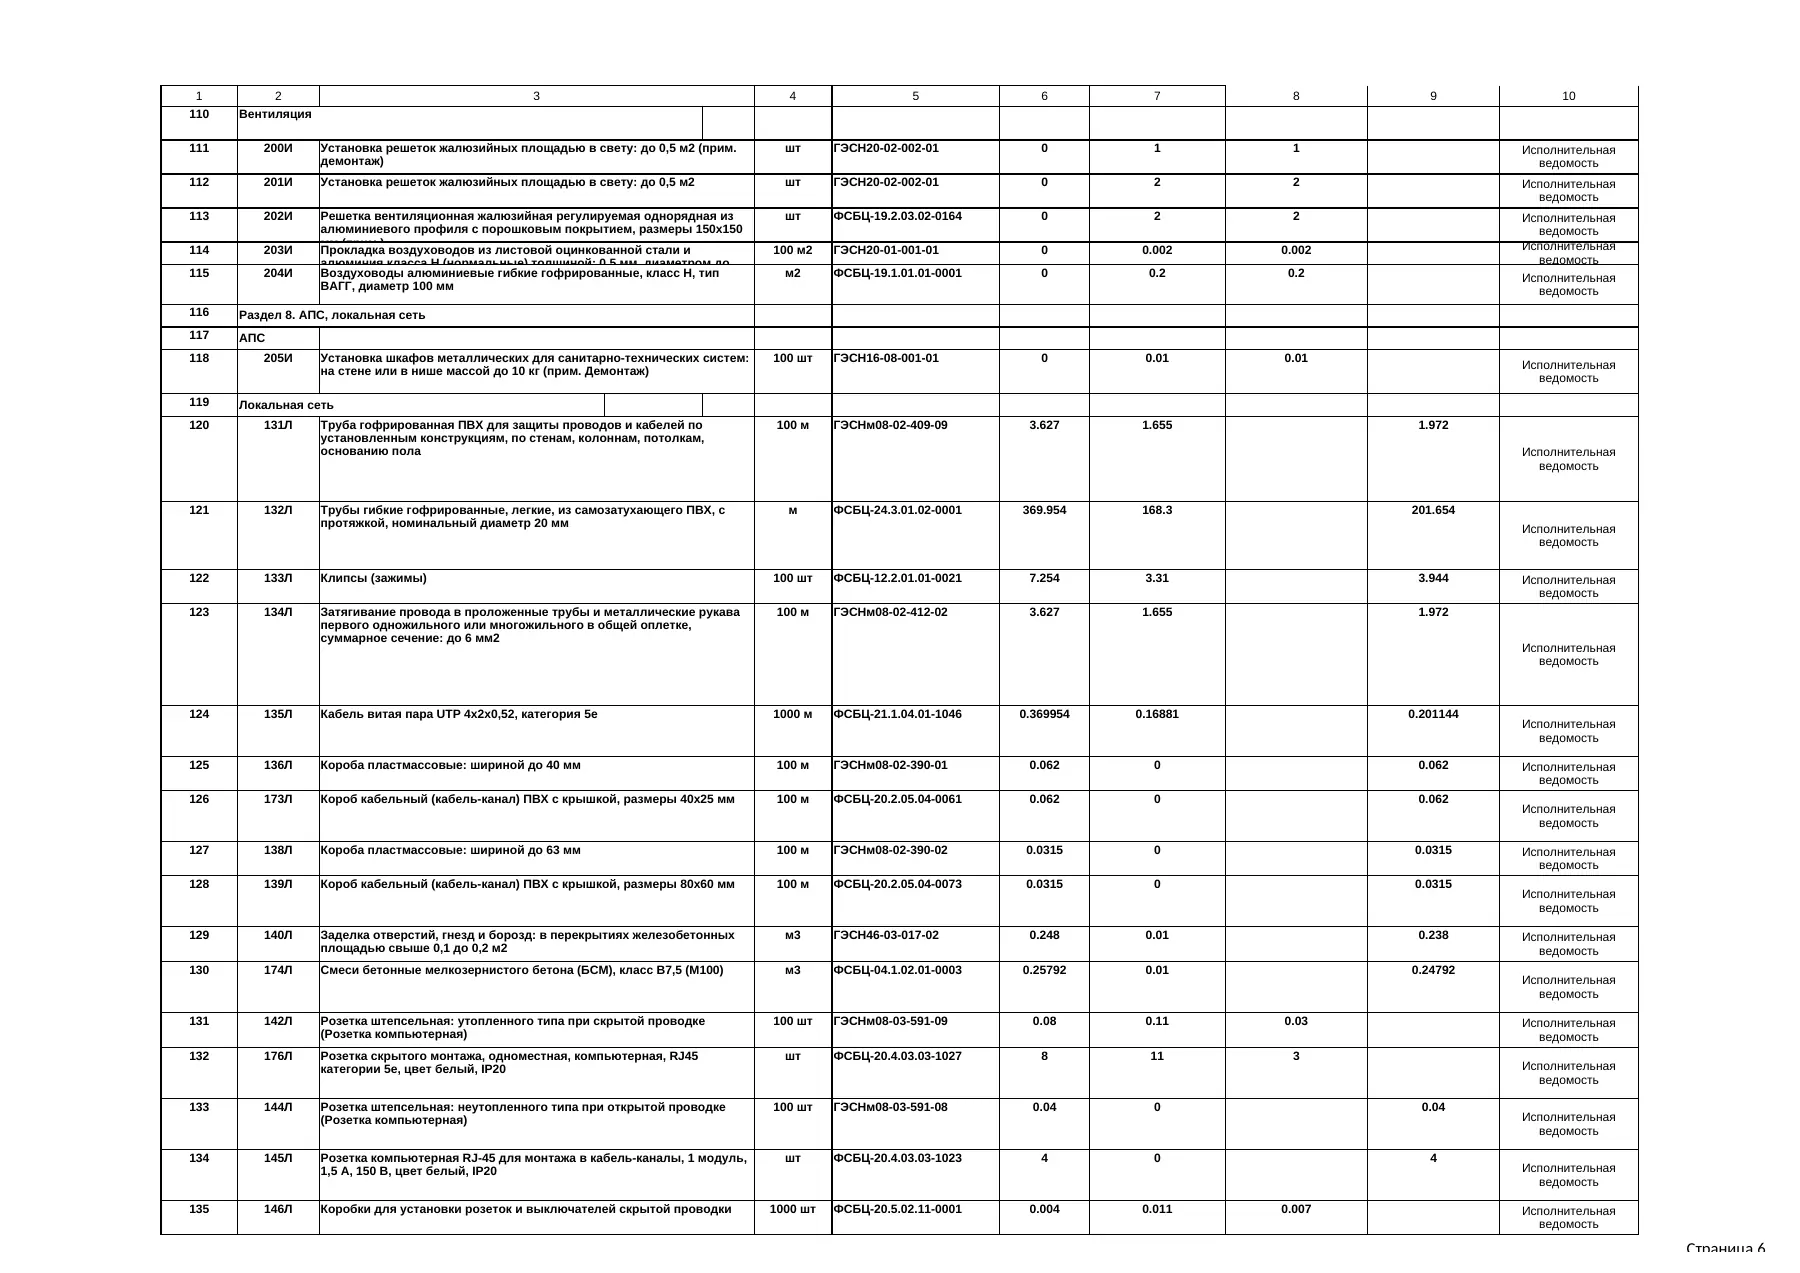 1 2 3 4 5 6 7 8 9 10
110 Вентиляция
111 200И Установка решеток жалюзийных площадью в свету: до 0,5 м2 (прим. шт ГЭСН20-02-002-01 0 1 1 Исполнительная
демонтаж) ведомость
112 201И Установка решеток жалюзийных площадью в свету: до 0,5 м2 шт ГЭСН20-02-002-01 0 2 2 Исполнительная
ведомость
113 202И Решетка вентиляционная жалюзийная регулируемая однорядная из шт ФСБЦ-19.2.03.02-0164 0 2 2 Исполнительная
алюминиевого профиля с порошковым покрытием, размеры 150х150 ведомость
114 203И Прокладка воздуховодов из листовой оцинкованной стали и 100 м2 ГЭСН20-01-001-01 0 0.002 0.002 Исполнительная
алюминия класса Н (нормальные) толщиной: 0,5 мм, диаметром до ведомость
115 204И Воздуховоды алюминиевые гибкие гофрированные, класс Н, тип м2 ФСБЦ-19.1.01.01-0001 0 0.2 0.2 Исполнительная
ВАГГ, диаметр 100 мм ведомость
116 Раздел 8. АПС, локальная сеть
117 АПС
118 205И Установка шкафов металлических для санитарно-технических систем: 100 шт ГЭСН16-08-001-01 0 0.01 0.01 Исполнительная
на стене или в нише массой до 10 кг (прим. Демонтаж) ведомость
119 Локальная сеть
120 131Л Труба гофрированная ПВХ для защиты проводов и кабелей по 100 м ГЭСНм08-02-409-09 3.627 1.655 1.972 Исполнительная
установленным конструкциям, по стенам, колоннам, потолкам, ведомость
основанию пола
121 132Л Трубы гибкие гофрированные, легкие, из самозатухающего ПВХ, с м ФСБЦ-24.3.01.02-0001 369.954 168.3 201.654 Исполнительная
протяжкой, номинальный диаметр 20 мм ведомость
122 133Л Клипсы (зажимы) 100 шт ФСБЦ-12.2.01.01-0021 7.254 3.31 3.944 Исполнительная
ведомость
123 134Л Затягивание провода в проложенные трубы и металлические рукава 100 м ГЭСНм08-02-412-02 3.627 1.655 1.972 Исполнительная
первого одножильного или многожильного в общей оплетке, ведомость
суммарное сечение: до 6 мм2
124 135Л Кабель витая пара UTP 4х2х0,52, категория 5е 1000 м ФСБЦ-21.1.04.01-1046 0.369954 0.16881 0.201144 Исполнительная
ведомость
125 136Л Короба пластмассовые: шириной до 40 мм 100 м ГЭСНм08-02-390-01 0.062 0 0.062 Исполнительная
ведомость
126 173Л Короб кабельный (кабель-канал) ПВХ с крышкой, размеры 40х25 мм 100 м ФСБЦ-20.2.05.04-0061 0.062 0 0.062 Исполнительная
ведомость
127 138Л Короба пластмассовые: шириной до 63 мм 100 м ГЭСНм08-02-390-02 0.0315 0 0.0315 Исполнительная
ведомость
128 139Л Короб кабельный (кабель-канал) ПВХ с крышкой, размеры 80х60 мм 100 м ФСБЦ-20.2.05.04-0073 0.0315 0 0.0315 Исполнительная
ведомость
129 140Л Заделка отверстий, гнезд и борозд: в перекрытиях железобетонных м3 ГЭСН46-03-017-02 0.248 0.01 0.238 Исполнительная
площадью свыше 0,1 до 0,2 м2 ведомость
130 174Л Смеси бетонные мелкозернистого бетона (БСМ), класс В7,5 (М100) м3 ФСБЦ-04.1.02.01-0003 0.25792 0.01 0.24792 Исполнительная
ведомость
131 142Л Розетка штепсельная: утопленного типа при скрытой проводке 100 шт ГЭСНм08-03-591-09 0.08 0.11 0.03 Исполнительная
(Розетка компьютерная) ведомость
132 176Л Розетка скрытого монтажа, одноместная, компьютерная, RJ45 шт ФСБЦ-20.4.03.03-1027 8 11 3 Исполнительная
категории 5е, цвет белый, IP20 ведомость
133 144Л Розетка штепсельная: неутопленного типа при открытой проводке 100 шт ГЭСНм08-03-591-08 0.04 0 0.04 Исполнительная
(Розетка компьютерная) ведомость
134 145Л Розетка компьютерная RJ-45 для монтажа в кабель-каналы, 1 модуль, шт ФСБЦ-20.4.03.03-1023 4 0 4 Исполнительная
1,5 А, 150 В, цвет белый, IP20 ведомость
135 146Л Коробки для установки розеток и выключателей скрытой проводки 1000 шт ФСБЦ-20.5.02.11-0001 0.004 0.011 0.007 Исполнительная
ведомость
Страница 6